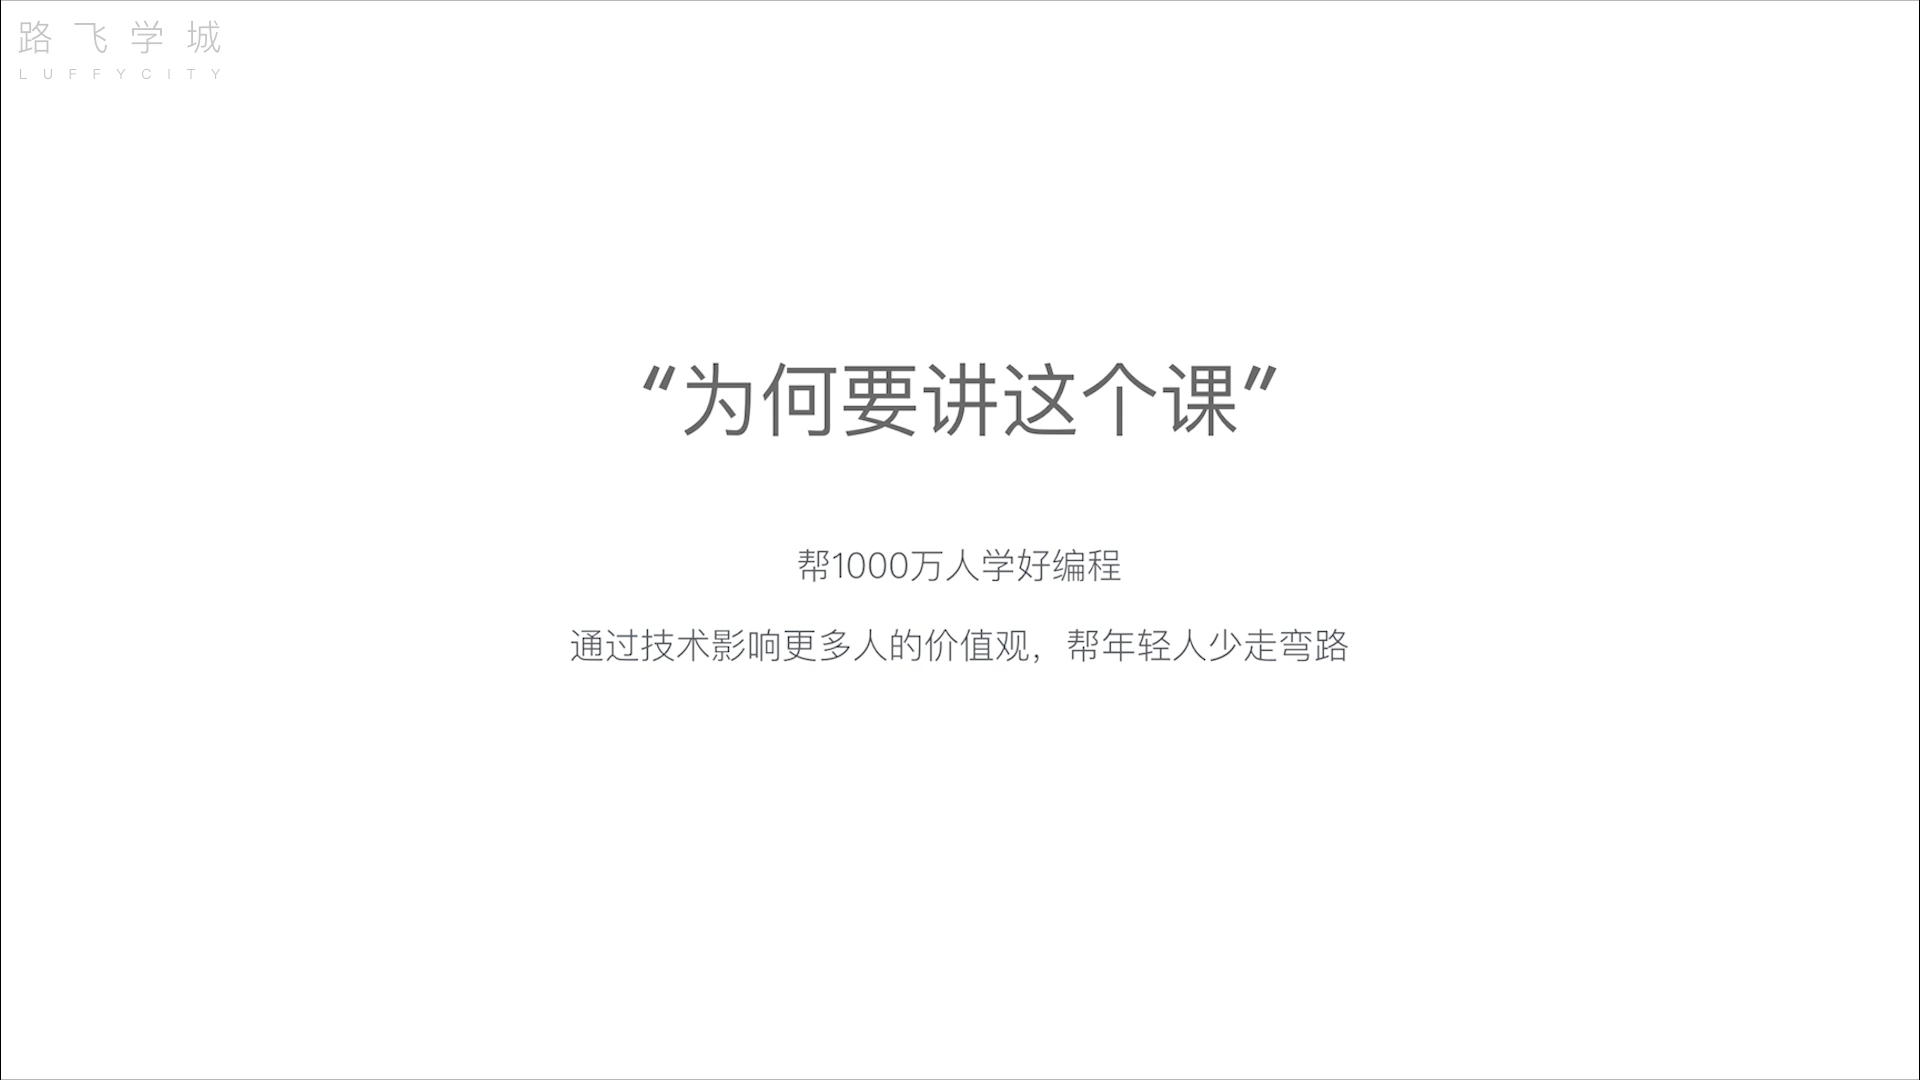 路飞学城
LUFFYCITY
“为何要讲这个课”
帮1000万人学好编程
通过技术影响更多人的价值观，帮年轻人少走弯路